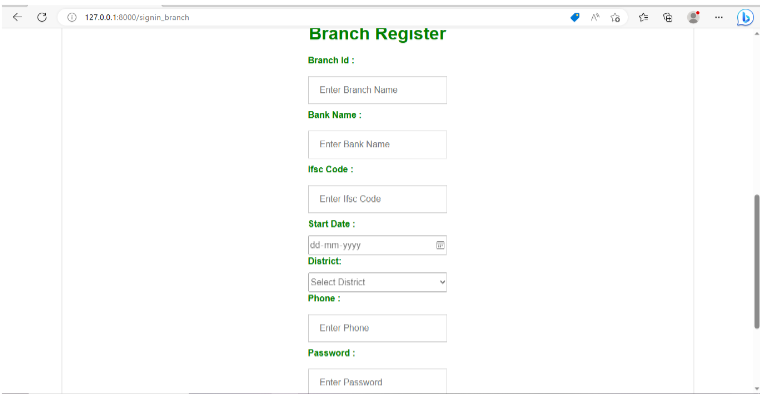 127.0.0.1:8000/signin_branch
Branch Register
Branch Id :
Enter Branch Name
Bank Name :
Enter Bank Name
Ifsc Code :
Enter Ifsc Code
Start Date :
dd-mm-yyyy
District:
Select District
Phone :
Enter Phone
Password :
Enter Password